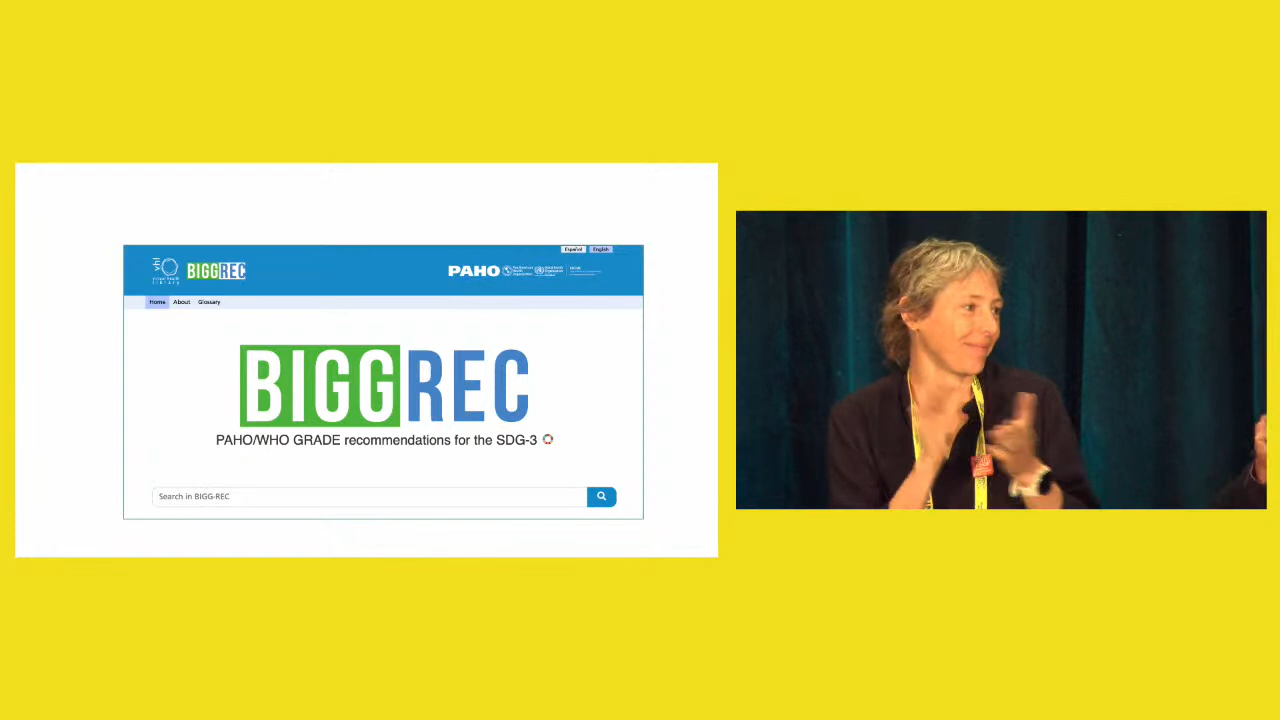 Español English
vhl
BIGGREC
PAHO
Home About Glossary
BIGGREC
PAHO/WHO GRADE recommendations for the SDG-3
Search in BIGG-REC